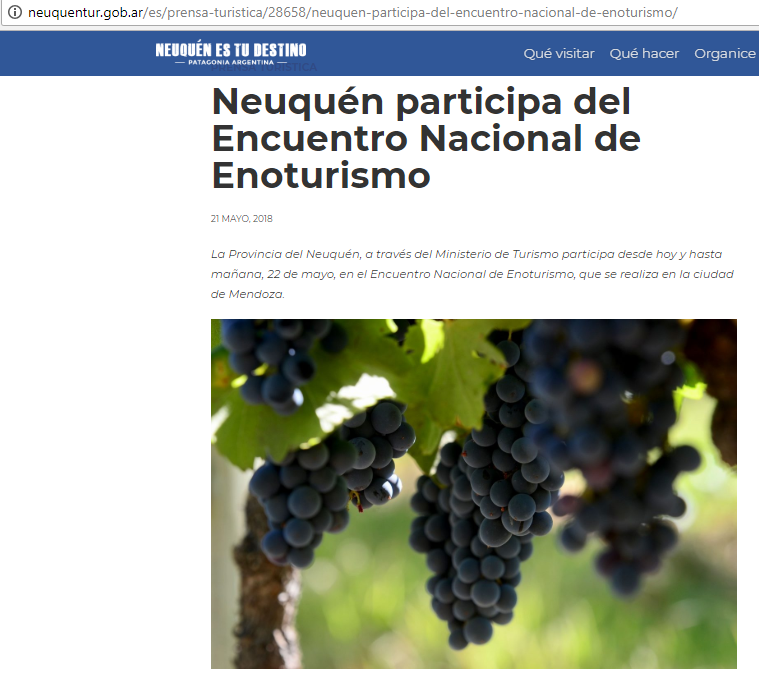 neuquentur.gob.ar/es/prensa-turistica/28658/neuquen-participa-del-encuentro-nacional-de-enoturismo/
NEUQUÉN ES TU DESTINO
PATAGONIA ARGENTINA
Qué visitar Qué hacer Organice
PRENSA TURÍSTICA
Neuquén participa del
Encuentro Nacional de
Enoturismo
21 MAYO, 2018
La Provincia del Neuquén, a través del Ministerio de Turismo participa desde hoy y hasta
mañana, 22 de mayo, en el Encuentro Nacional de Enoturismo, que se realiza en la ciudad
de Mendoza.